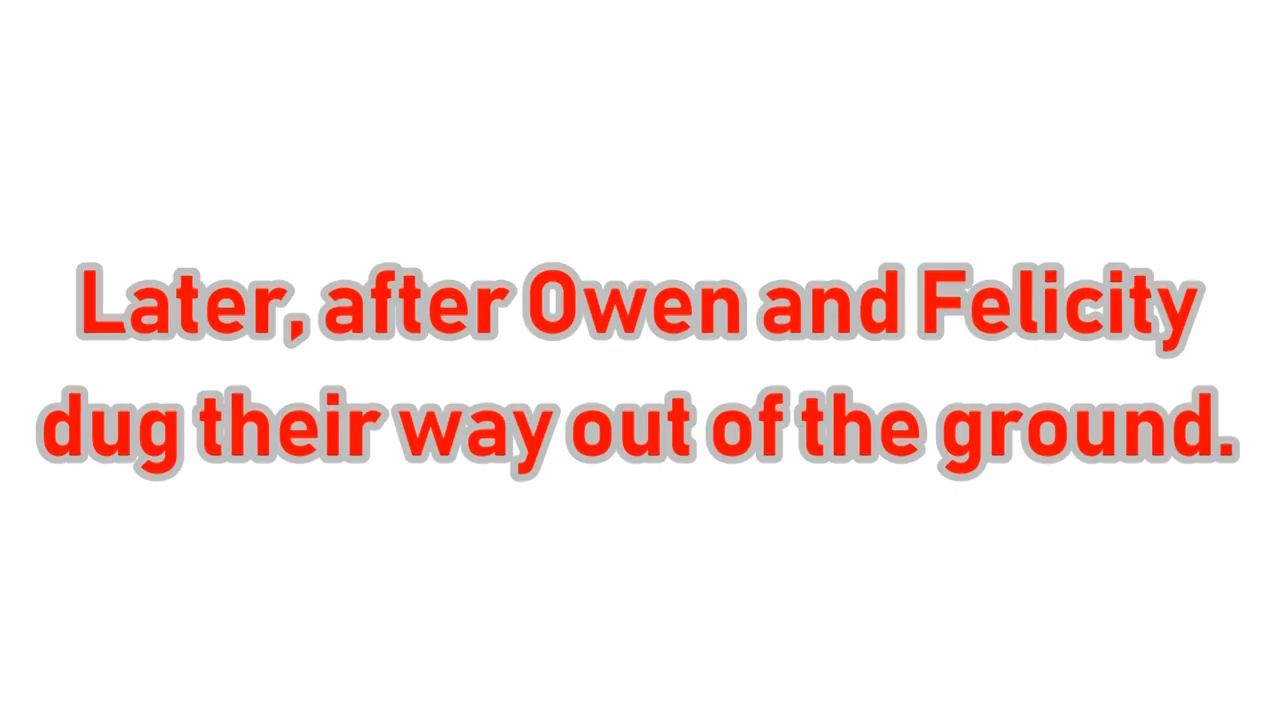 Later, after Owen and Felicity
dug their way out of the ground.